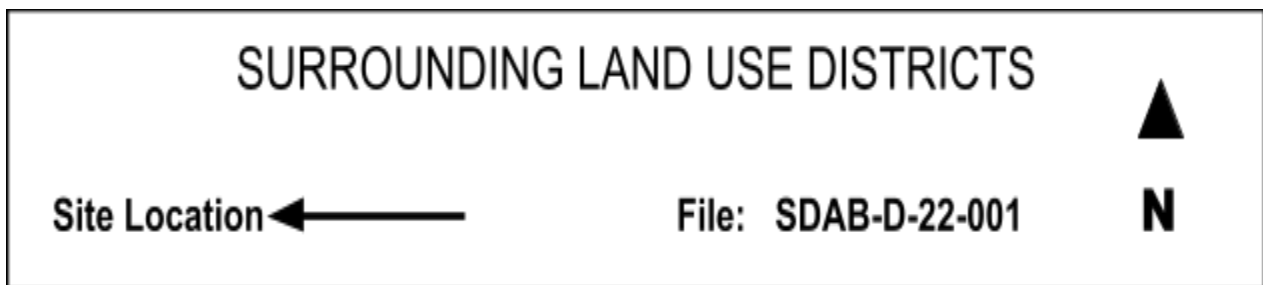 SURROUNDING LAND USE DISTRICTS
Site Location File: SDAB-D-22-001 N